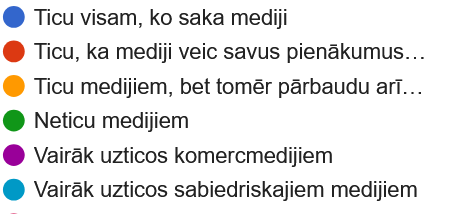 Ticu visam, ko saka mediji
Ticu, ka mediji veic savus pienākumus…
Ticu medijiem, bet tomēr pārbaudu arī…
Neticu medijiem
Vairāk uzticos komercmedijiem
Vairāk uzticos sabiedriskajiem medijiem